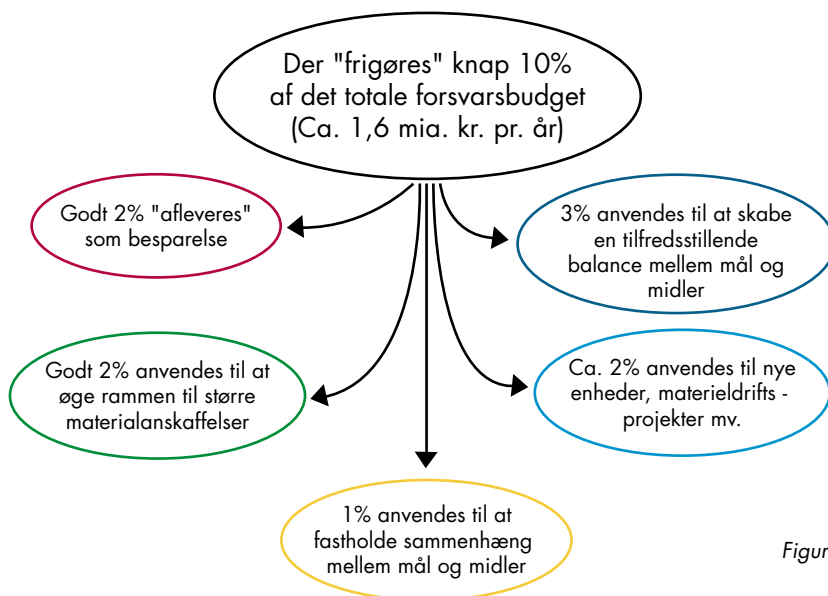 Der "frigøres" knap 10%
af det totale forsvarsbudget
(Ca. 1,6 mia. kr. pr. år)
Godt 2% "afleveres"
som besparelse
3% anvendes til at skabe
en tilfredsstillende
balance mellem mål og
midler
Godt 2% anvendes til at
øge rammen til større
materialanskaffelser
Ca. 2% anvendes til nye
enheder, materieldrifts -
projekter mv.
1% anvendes til at
fastholde sammenhæng
mellem mål og midler
Figur